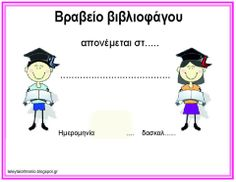 Βραβείο βιβλιοφάγου
απονέμεται στ.....
....................................
Ημερομηνία .... δασκαλ......